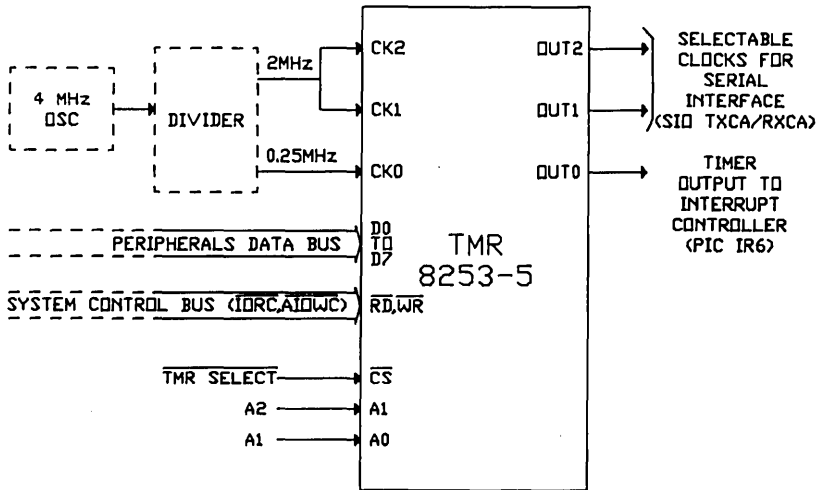 4 MHz
OSC
DIVIDER
2MHz
0.25MHz
CK2
CK1
CK0
OUT2
OUT1
OUT0
SELECTABLE
CLOCKS FOR
SERIAL
INTERFACE
(SIO TXCA/RXCA)
TIMER
OUTPUT TO
INTERRUPT
CONTROLLER
(PIC IR6)
PERIPHERALS DATA BUS
D0
TO
D7
TMR
8253-5
SYSTEM CONTROL BUS (IORC,AIOWC)
RD,WR
TMR SELECT
CS
A2
A1
A1
A0